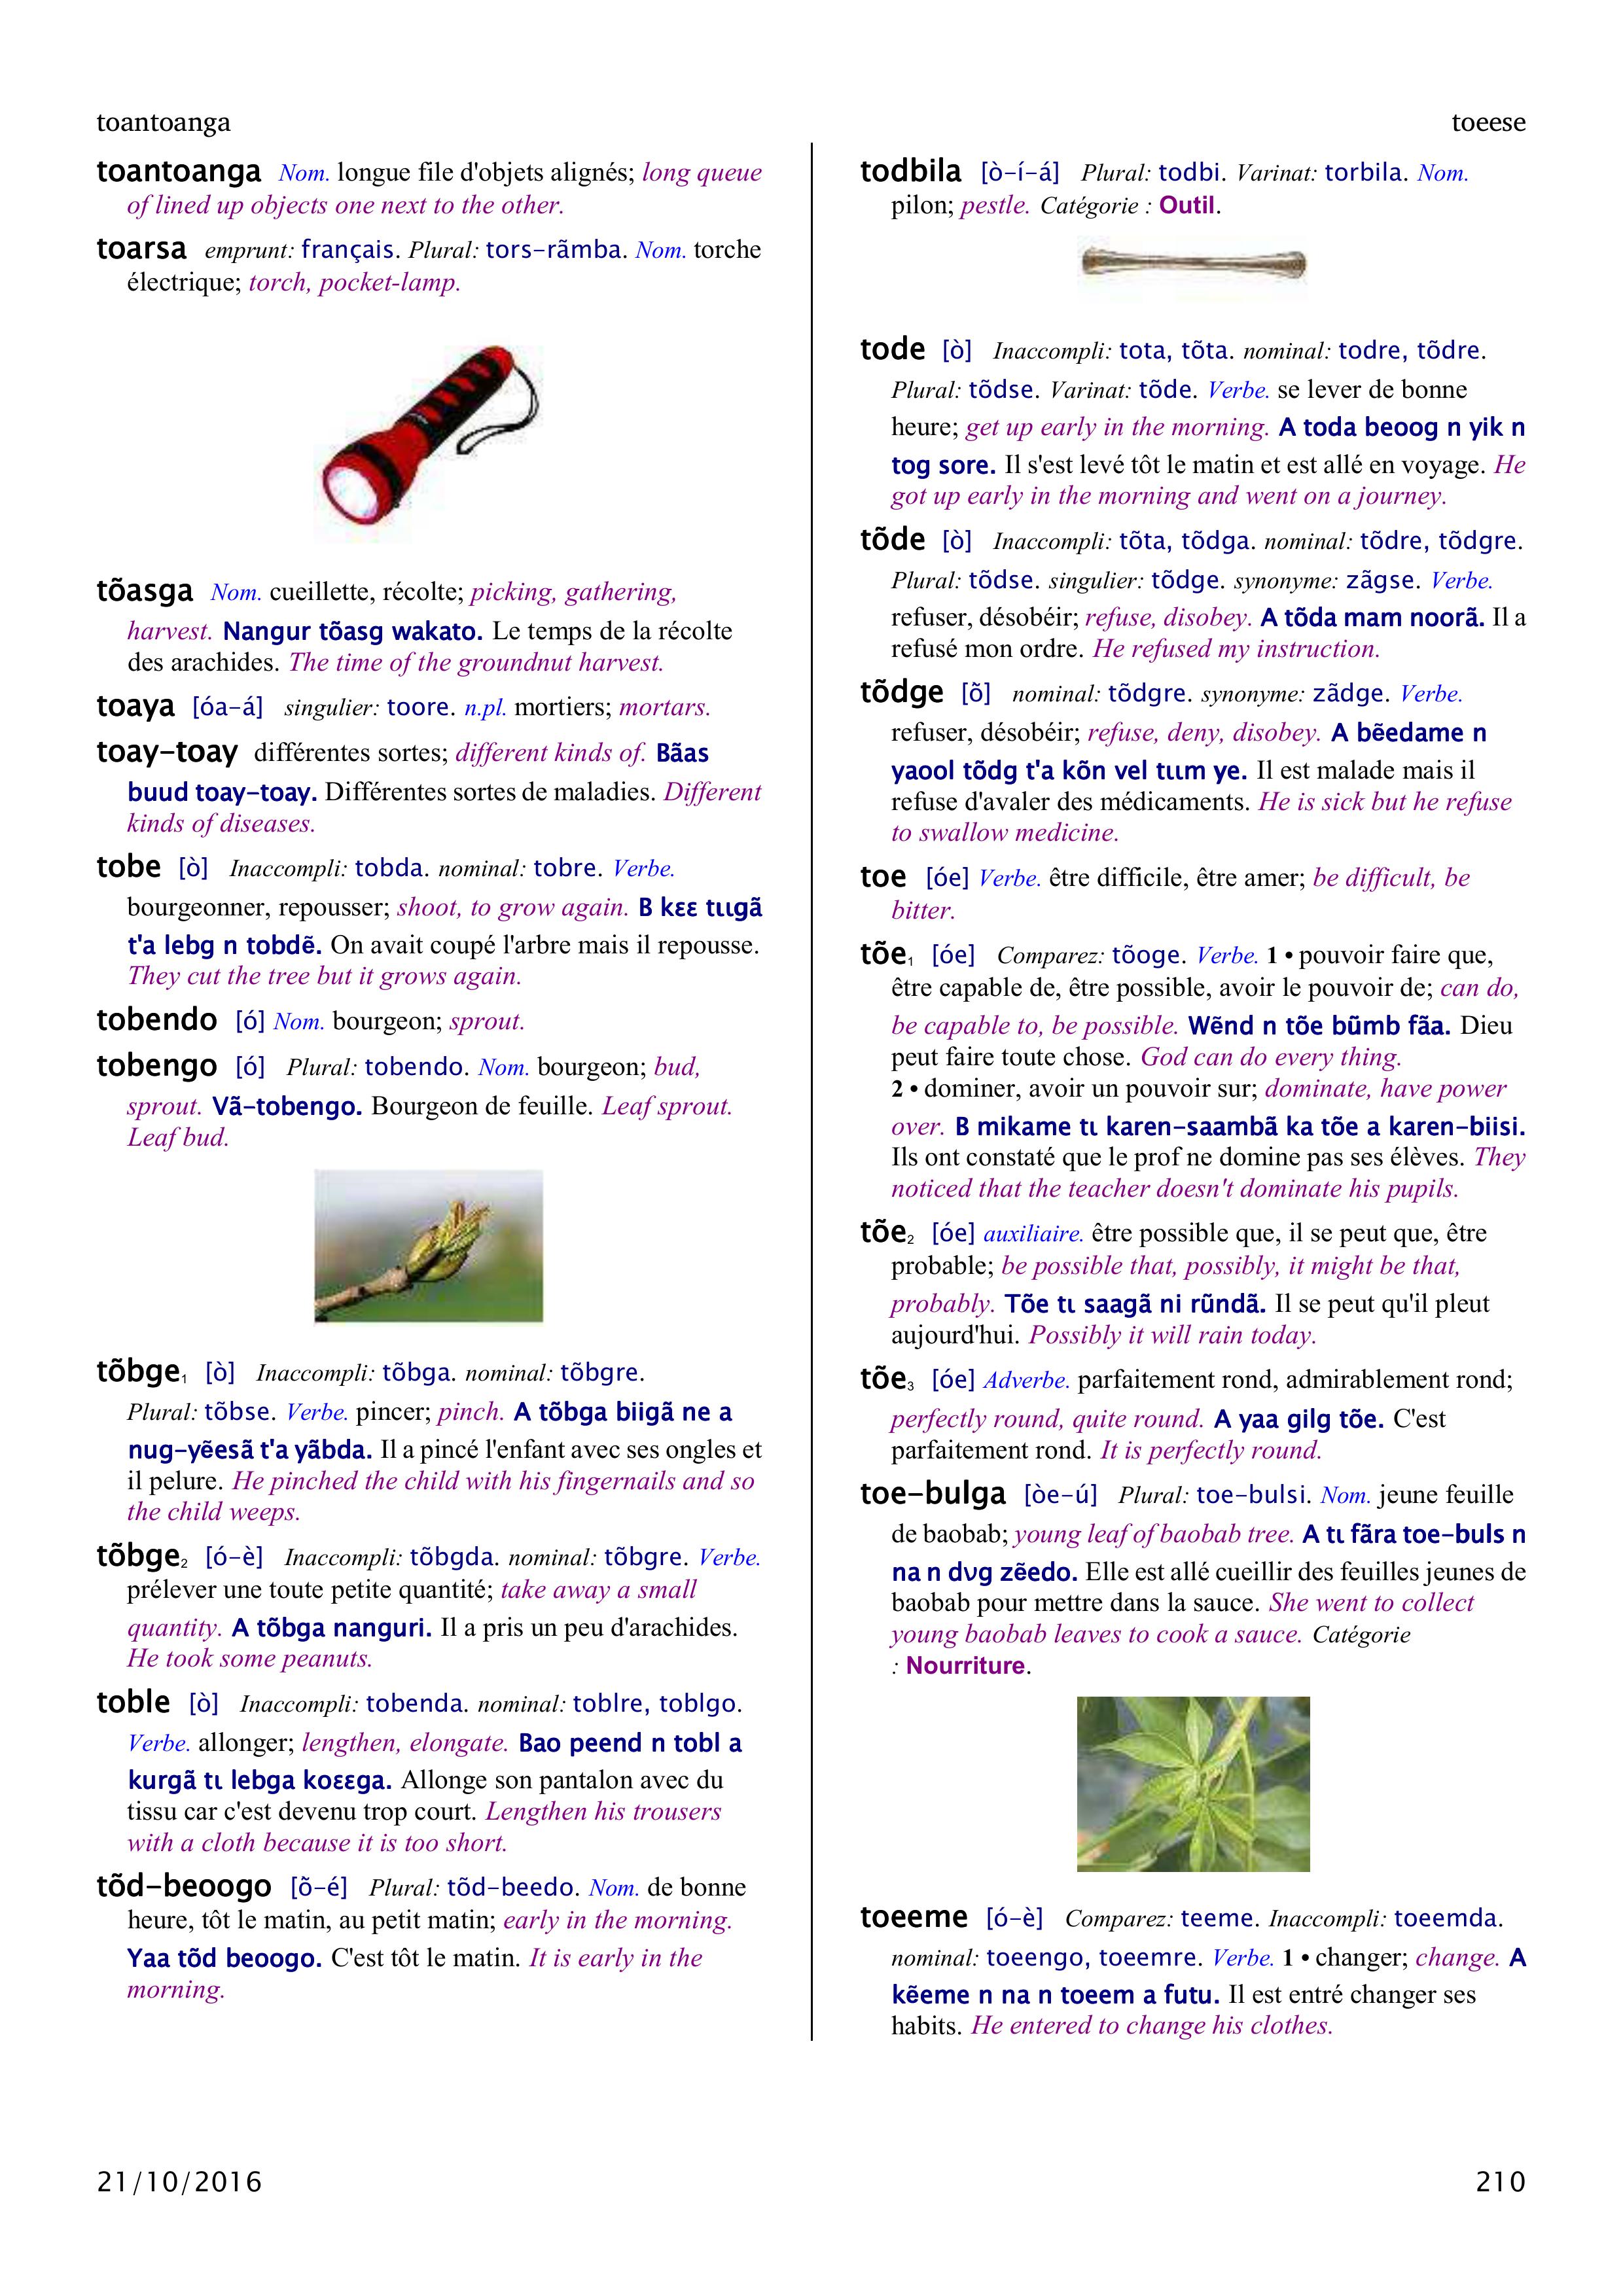 toantoanga
toeese
toantoanga Nom. longue file d'objets alignés; long queue
of lined up objects one next to the other.
toarsa emprunt: français. Plural: tors-rãmba. Nom. torche
électrique; torch, pocket-lamp.
tõasga Nom. cueillette, récolte; picking, gathering,
harvest. Nangur tõasg wakato. Le temps de la récolte
des arachides. The time of the groundnut harvest.
toaya [óa-á] singulier: toore. n.pl. mortiers; mortars.
toay-toay différentes sortes; different kinds of. Bãas
buud toay-toay. Différentes sortes de maladies. Different
kinds of diseases.
tobe [ò] Inaccompli: tobda. nominal: tobre. Verbe.
bourgeonner, repousser; shoot, to grow again. B kɛɛ tɩɩgã
t'a lebg n tobdẽ. On avait coupé l'arbre mais il repousse.
They cut the tree but it grows again.
tobendo [ó] Nom. bourgeon; sprout.
tobengo [ó] Plural: tobendo. Nom. bourgeon; bud,
sprout. Vã-tobengo. Bourgeon de feuille. Leaf sprout.
Leaf bud.
tõbge₁ [ò] Inaccompli: tõbga. nominal: tõbgre.
Plural: tõbse. Verbe. pincer; pinch. A tõbga biigã ne a
nug-yẽesã t'a yãbda. Il a pincé l'enfant avec ses ongles et
il pelure. He pinched the child with his fingernails and so
the child weeps.
tõbge₂ [ó-è] Inaccompli: tõbgda. nominal: tõbgre. Verbe.
prélever une toute petite quantité; take away a small
quantity. A tõbga nanguri. Il a pris un peu d'arachides.
He took some peanuts.
toble [ò] Inaccompli: tobenda. nominal: toblre, toblgo.
Verbe. allonger; lengthen, elongate. Bao peend n tobl a
kurgã tɩ lebga koɛɛga. Allonge son pantalon avec du
tissu car c'est devenu trop court. Lengthen his trousers
with a cloth because it is too short.
tõd-beoogo [õ-é] Plural: tõd-beedo. Nom. de bonne
heure, tôt le matin, au petit matin; early in the morning.
Yaa tõd beoogo. C'est tôt le matin. It is early in the
morning.
todbila [ò-í-á] Plural: todbi. Varinat: torbila. Nom.
pilon; pestle. Catégorie : Outil.
tode [ò] Inaccompli: tota, tõta. nominal: todre, tõdre.
Plural: tõdse. Varinat: tõde. Verbe. se lever de bonne
heure; get up early in the morning. A toda beoog n yik n
tog sore. Il s'est levé tôt le matin et est allé en voyage. He
got up early in the morning and went on a journey.
tõde [ò] Inaccompli: tõta, tõdga. nominal: tõdre, tõdgre.
Plural: tõdse. singulier: tõdge. synonyme: zãgse. Verbe.
refuser, désobéir; refuse, disobey. A tõda mam noorã. Il a
refusé mon ordre. He refused my instruction.
tõdge [õ] nominal: tõdgre. synonyme: zãdge. Verbe.
refuser, désobéir; refuse, deny, disobey. A bẽedame n
yaool tõdg t'a kõn vel tɩɩm ye. Il est malade mais il
refuse d'avaler des médicaments. He is sick but he refuse
to swallow medicine.
toe [óe] Verbe. être difficile, être amer; be difficult, be
bitter.
tõe₁ [óe] Comparez: tõoge. Verbe. 1 • pouvoir faire que,
être capable de, être possible, avoir le pouvoir de; can do,
be capable to, be possible. Wẽnd n tõe bũmb fãa. Dieu
peut faire toute chose. God can do every thing.
2 • dominer, avoir un pouvoir sur; dominate, have power
over. B mikame tɩ karen-saambã ka tõe a karen-biisi.
Ils ont constaté que le prof ne domine pas ses élèves. They
noticed that the teacher doesn't dominate his pupils.
tõe₂ [óe] auxiliaire. être possible que, il se peut que, être
probable; be possible that, possibly, it might be that,
probably. Tõe tɩ saagã ni rũndã. Il se peut qu'il pleut
aujourd'hui. Possibly it will rain today.
tõe₃ [óe] Adverbe. parfaitement rond, admirablement rond;
perfectly round, quite round. A yaa gilg tõe. C'est
parfaitement rond. It is perfectly round.
toe-bulga [òe-ú] Plural: toe-bulsi. Nom. jeune feuille
de baobab; young leaf of baobab tree. A tɩ fãra toe-buls n
na n dʋg zẽedo. Elle est allé cueillir des feuilles jeunes de
baobab pour mettre dans la sauce. She went to collect
young baobab leaves to cook a sauce. Catégorie
: Nourriture.
toeeme [ó-è] Comparez: teeme. Inaccompli: toeemda.
nominal: toeengo, toeemre. Verbe. 1 • changer; change. A
kẽeme n na n toeem a futu. Il est entré changer ses
habits. He entered to change his clothes.
21/10/2016
210